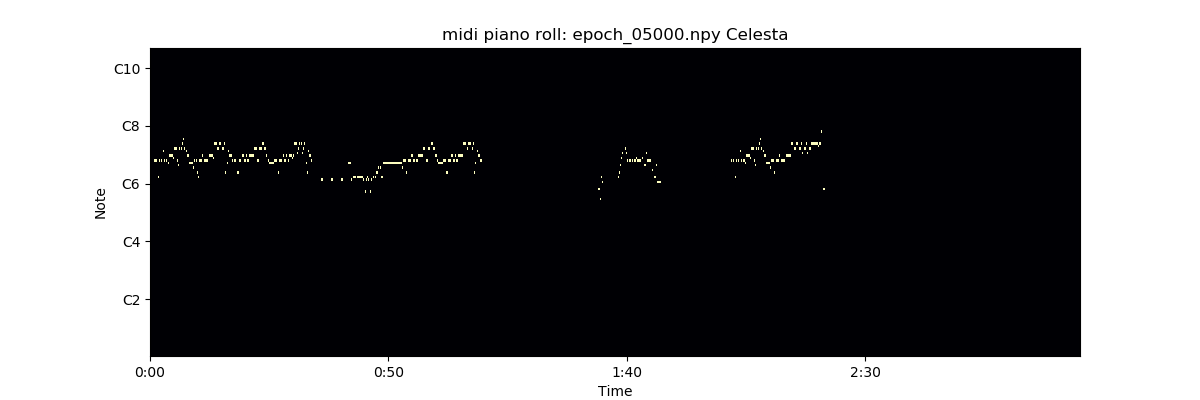 midi piano roll: epoch_05000.npy Celesta
C10
C8
C6
C4
C2
Note
0:00
0:50
1:40
2:30
Time